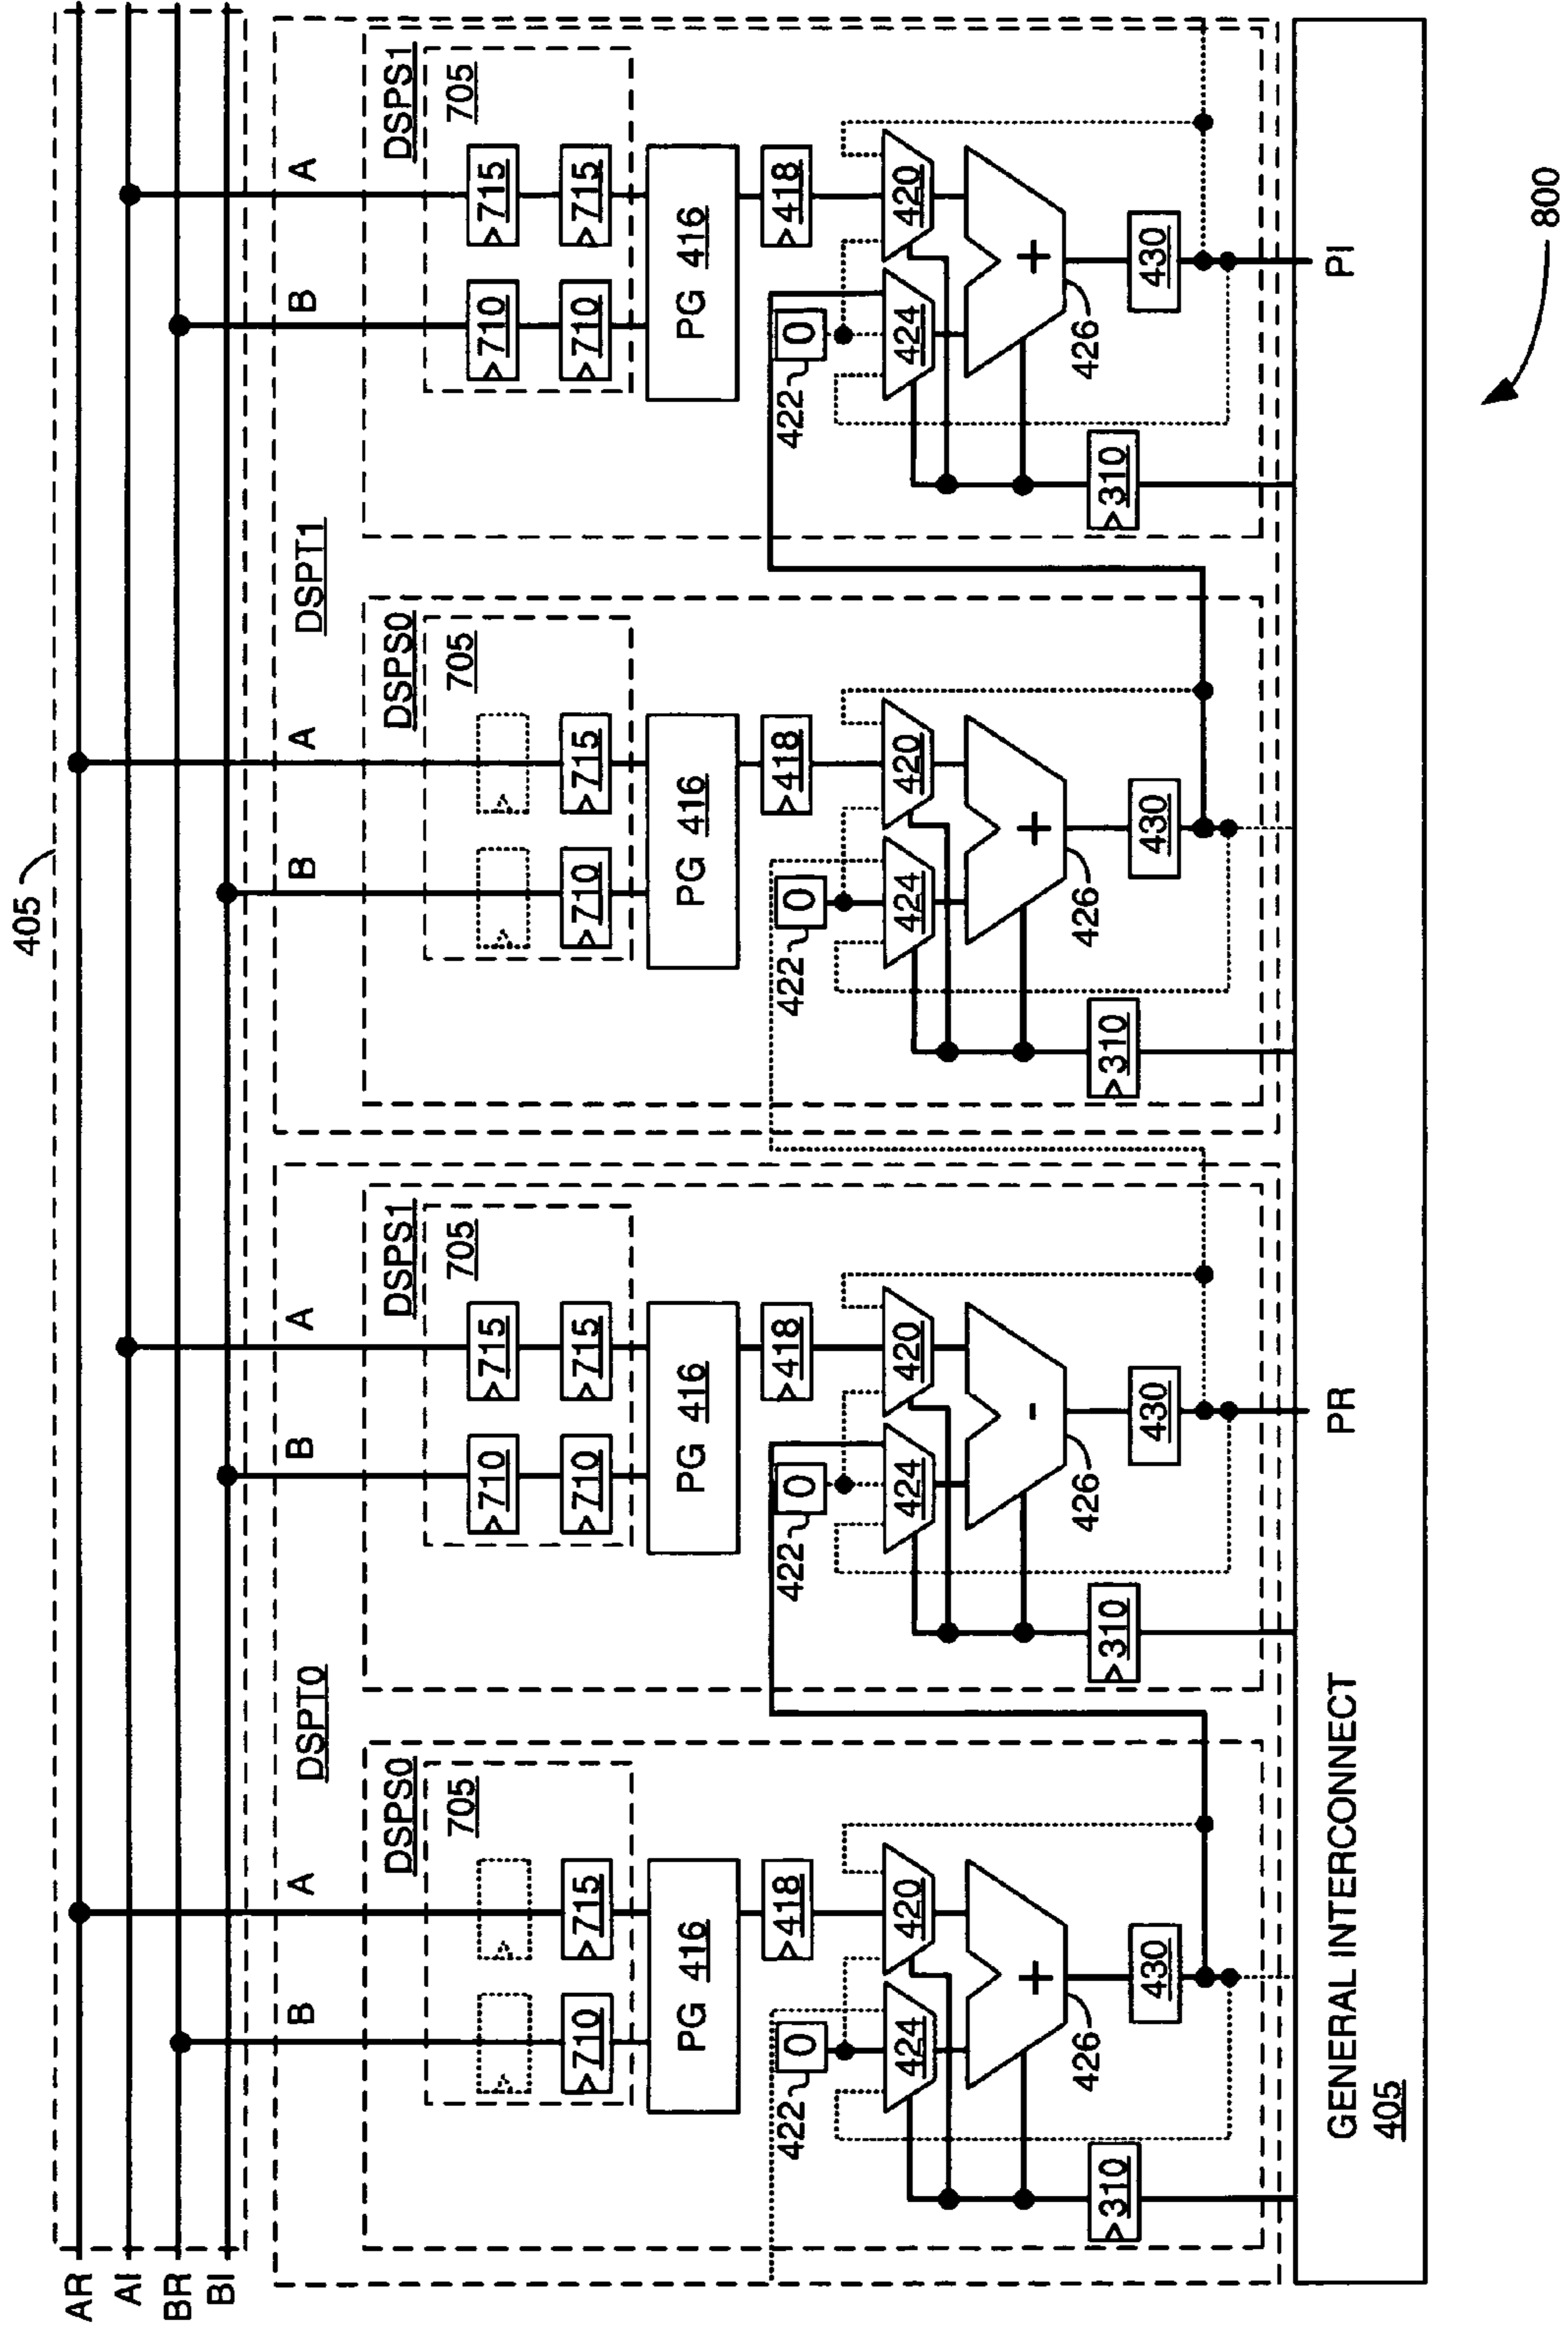 405
AR
AI
BR
BI
DSPT0
DSPT1
B
A
B
A
B
A
B
A
DSPS0
DSPS1
DSPS0
DSPS1
705
705
705
705
710
715
710
715
710
715
710
715
710
715
710
715
PG 416
PG 416
PG 416
PG 416
418
418
418
418
422
0
422
0
422
0
422
0
424
420
424
420
424
420
424
420
+
-
+
+
426
426
426
426
310
430
310
430
310
430
310
430
GENERAL INTERCONNECT
405
PR
PI
800